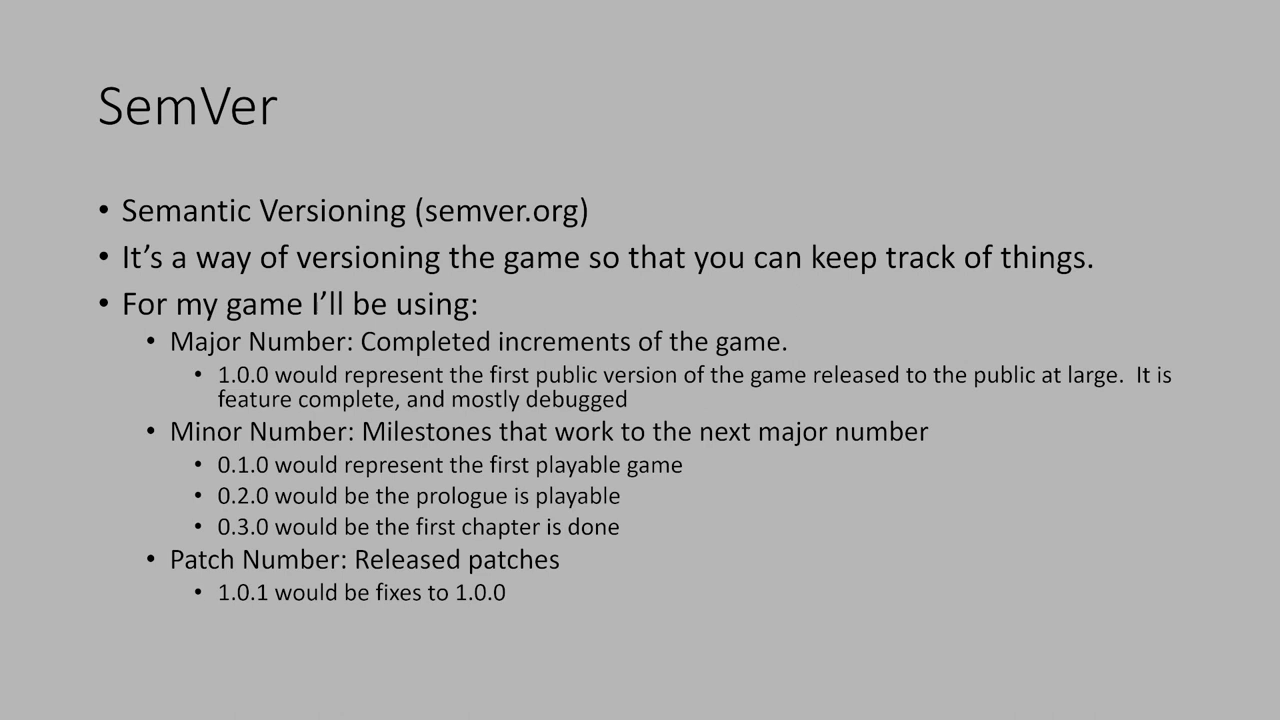 SemVer
• Semantic Versioning (semver.org)
• It’s a way of versioning the game so that you can keep track of things.
• For my game I’ll be using:
• Major Number: Completed increments of the game.
• 1.0.0 would represent the first public version of the game released to the public at large.  It is
feature complete, and mostly debugged
• Minor Number: Milestones that work to the next major number
• 0.1.0 would represent the first playable game
• 0.2.0 would be the prologue is playable
• 0.3.0 would be the first chapter is done
• Patch Number: Released patches
• 1.0.1 would be fixes to 1.0.0